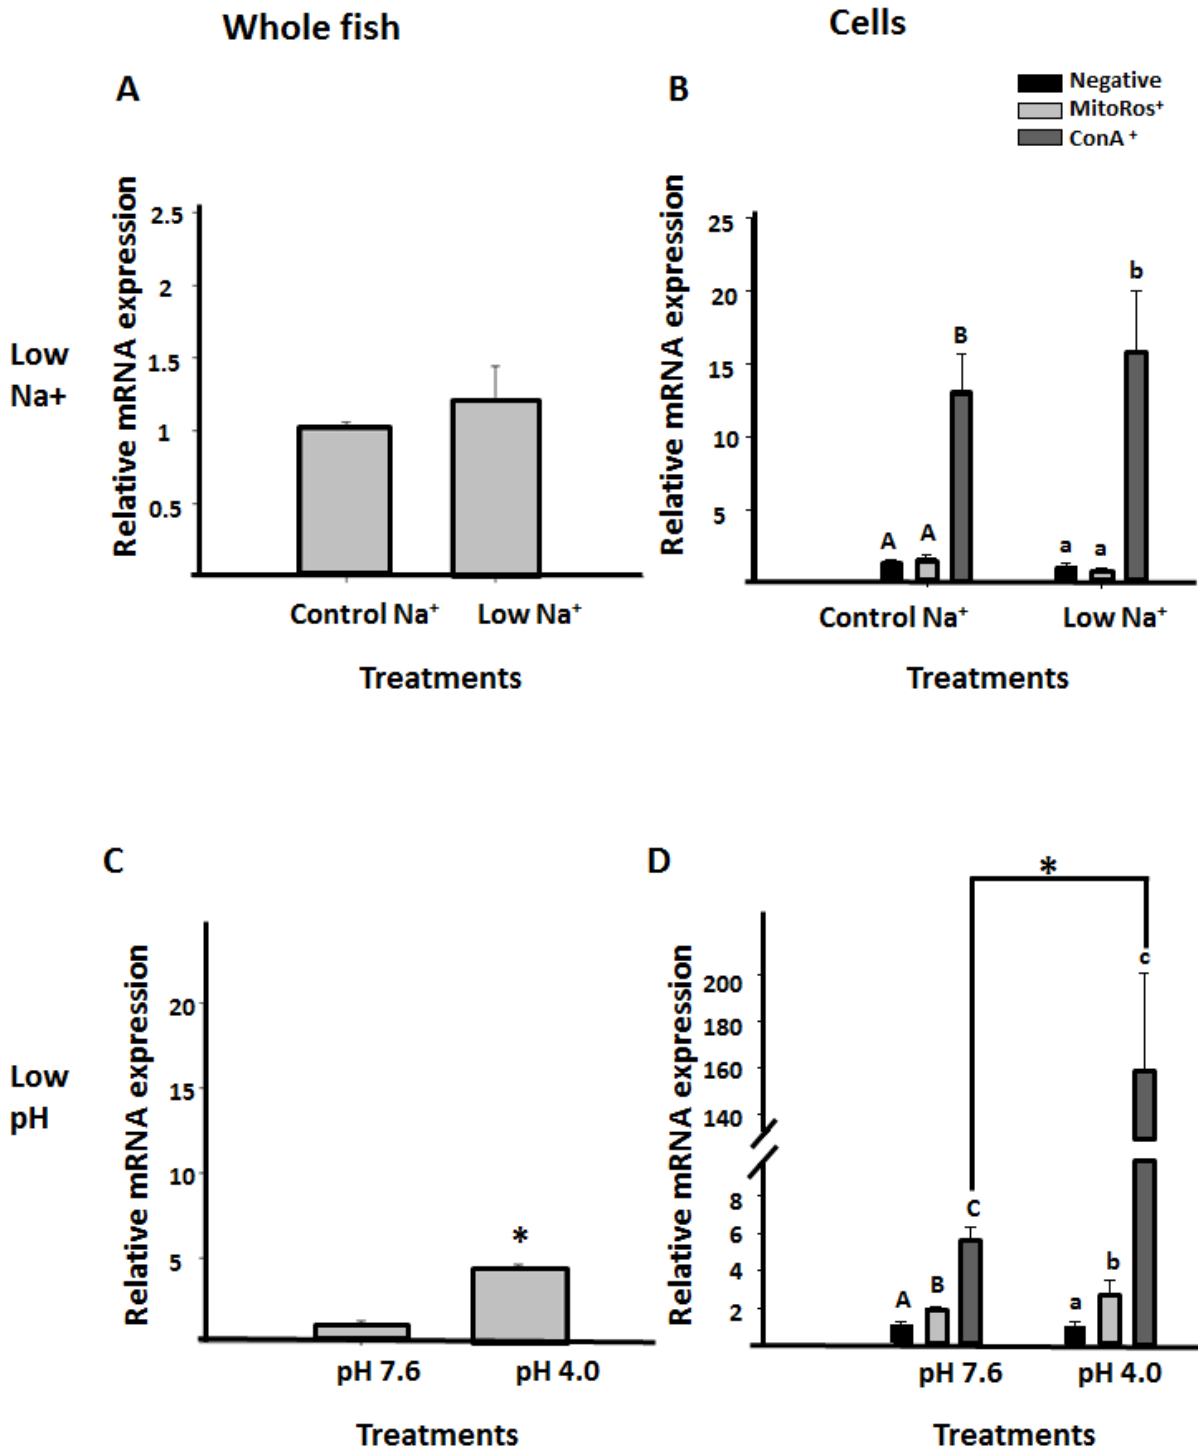 Whole fish
Cells
A
B
Negative
MitoRos⁺
ConA ⁺
Low
Na+
Relative mRNA expression
2.5
2
1.5
1
0.5
Control Na⁺
Low Na⁺
Treatments
Relative mRNA expression
25
20
15
10
5
A
A
B
a
a
b
Control Na⁺
Low Na⁺
Treatments
C
D
Low
pH
Relative mRNA expression
20
15
10
5
*
pH 7.6
pH 4.0
Treatments
Relative mRNA expression
200
180
160
140
8
6
4
2
*
A
B
C
a
b
c
pH 7.6
pH 4.0
Treatments